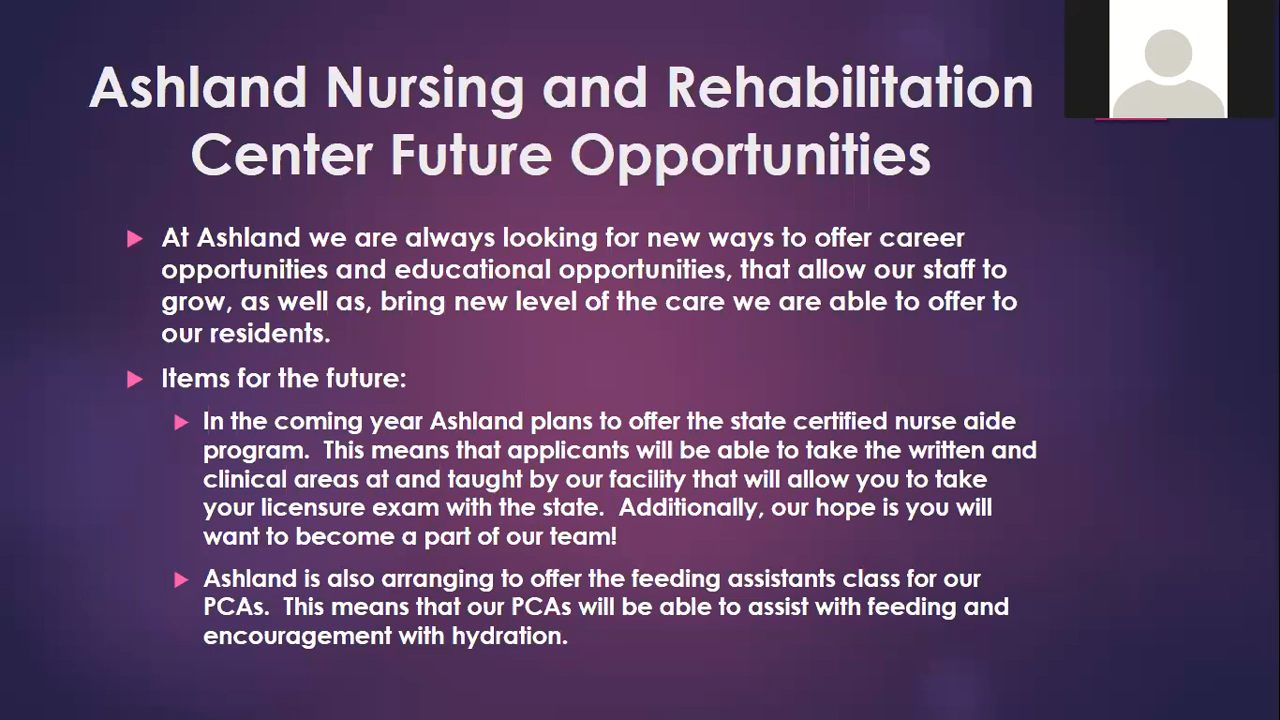 Ashland Nursing and Rehabilitation
Center Future Opportunities
At Ashland we are always looking for new ways to offer career
opportunities and educational opportunities, that allow our staff to
grow, as well as, bring new level of the care we are able to offer to
our residents.
Items for the future:
In the coming year Ashland plans to offer the state certified nurse aide
program.  This means that applicants will be able to take the written and
clinical areas at and taught by our facility that will allow you to take
your licensure exam with the state.  Additionally, our hope is you will
want to become a part of our team!
Ashland is also arranging to offer the feeding assistants class for our
PCAs.  This means that our PCAs will be able to assist with feeding and
encouragement with hydration.